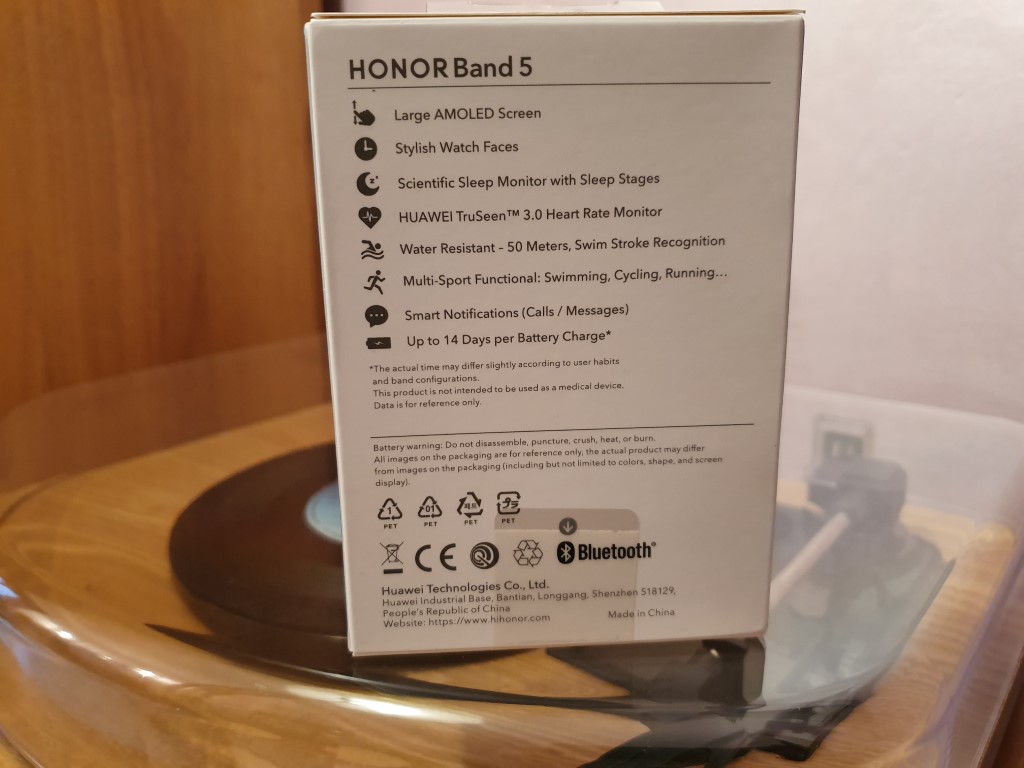 HONOR Band 5
Large AMOLED Screen
Stylish Watch Faces
Scientific Sleep Monitor with Sleep Stages
HUAWEI TruSeen™ 3.0 Heart Rate Monitor
Water Resistant – 50 Meters, Swim Stroke Recognition
Multi-Sport Functional: Swimming, Cycling, Running...
Smart Notifications (Calls / Messages)
Up to 14 Days per Battery Charge*
*The actual time may differ slightly according to user habits
and band configurations.
This product is not intended to be used as a medical device.
Data is for reference only.
Battery warning: Do not disassemble, puncture, crush, heat, or burn.
All images on the packaging are for reference only, the actual product may differ
from images on the packaging (including but not limited to colors, shape, and screen
display).
1 01 페트 プラ
PET PET PET PET
CE Bluetooth®
Huawei Technologies Co., Ltd.
Huawei Industrial Base, Bantian, Longgang, Shenzhen 518129,
People's Republic of China
Website: https://www.hihonor.com Made in China